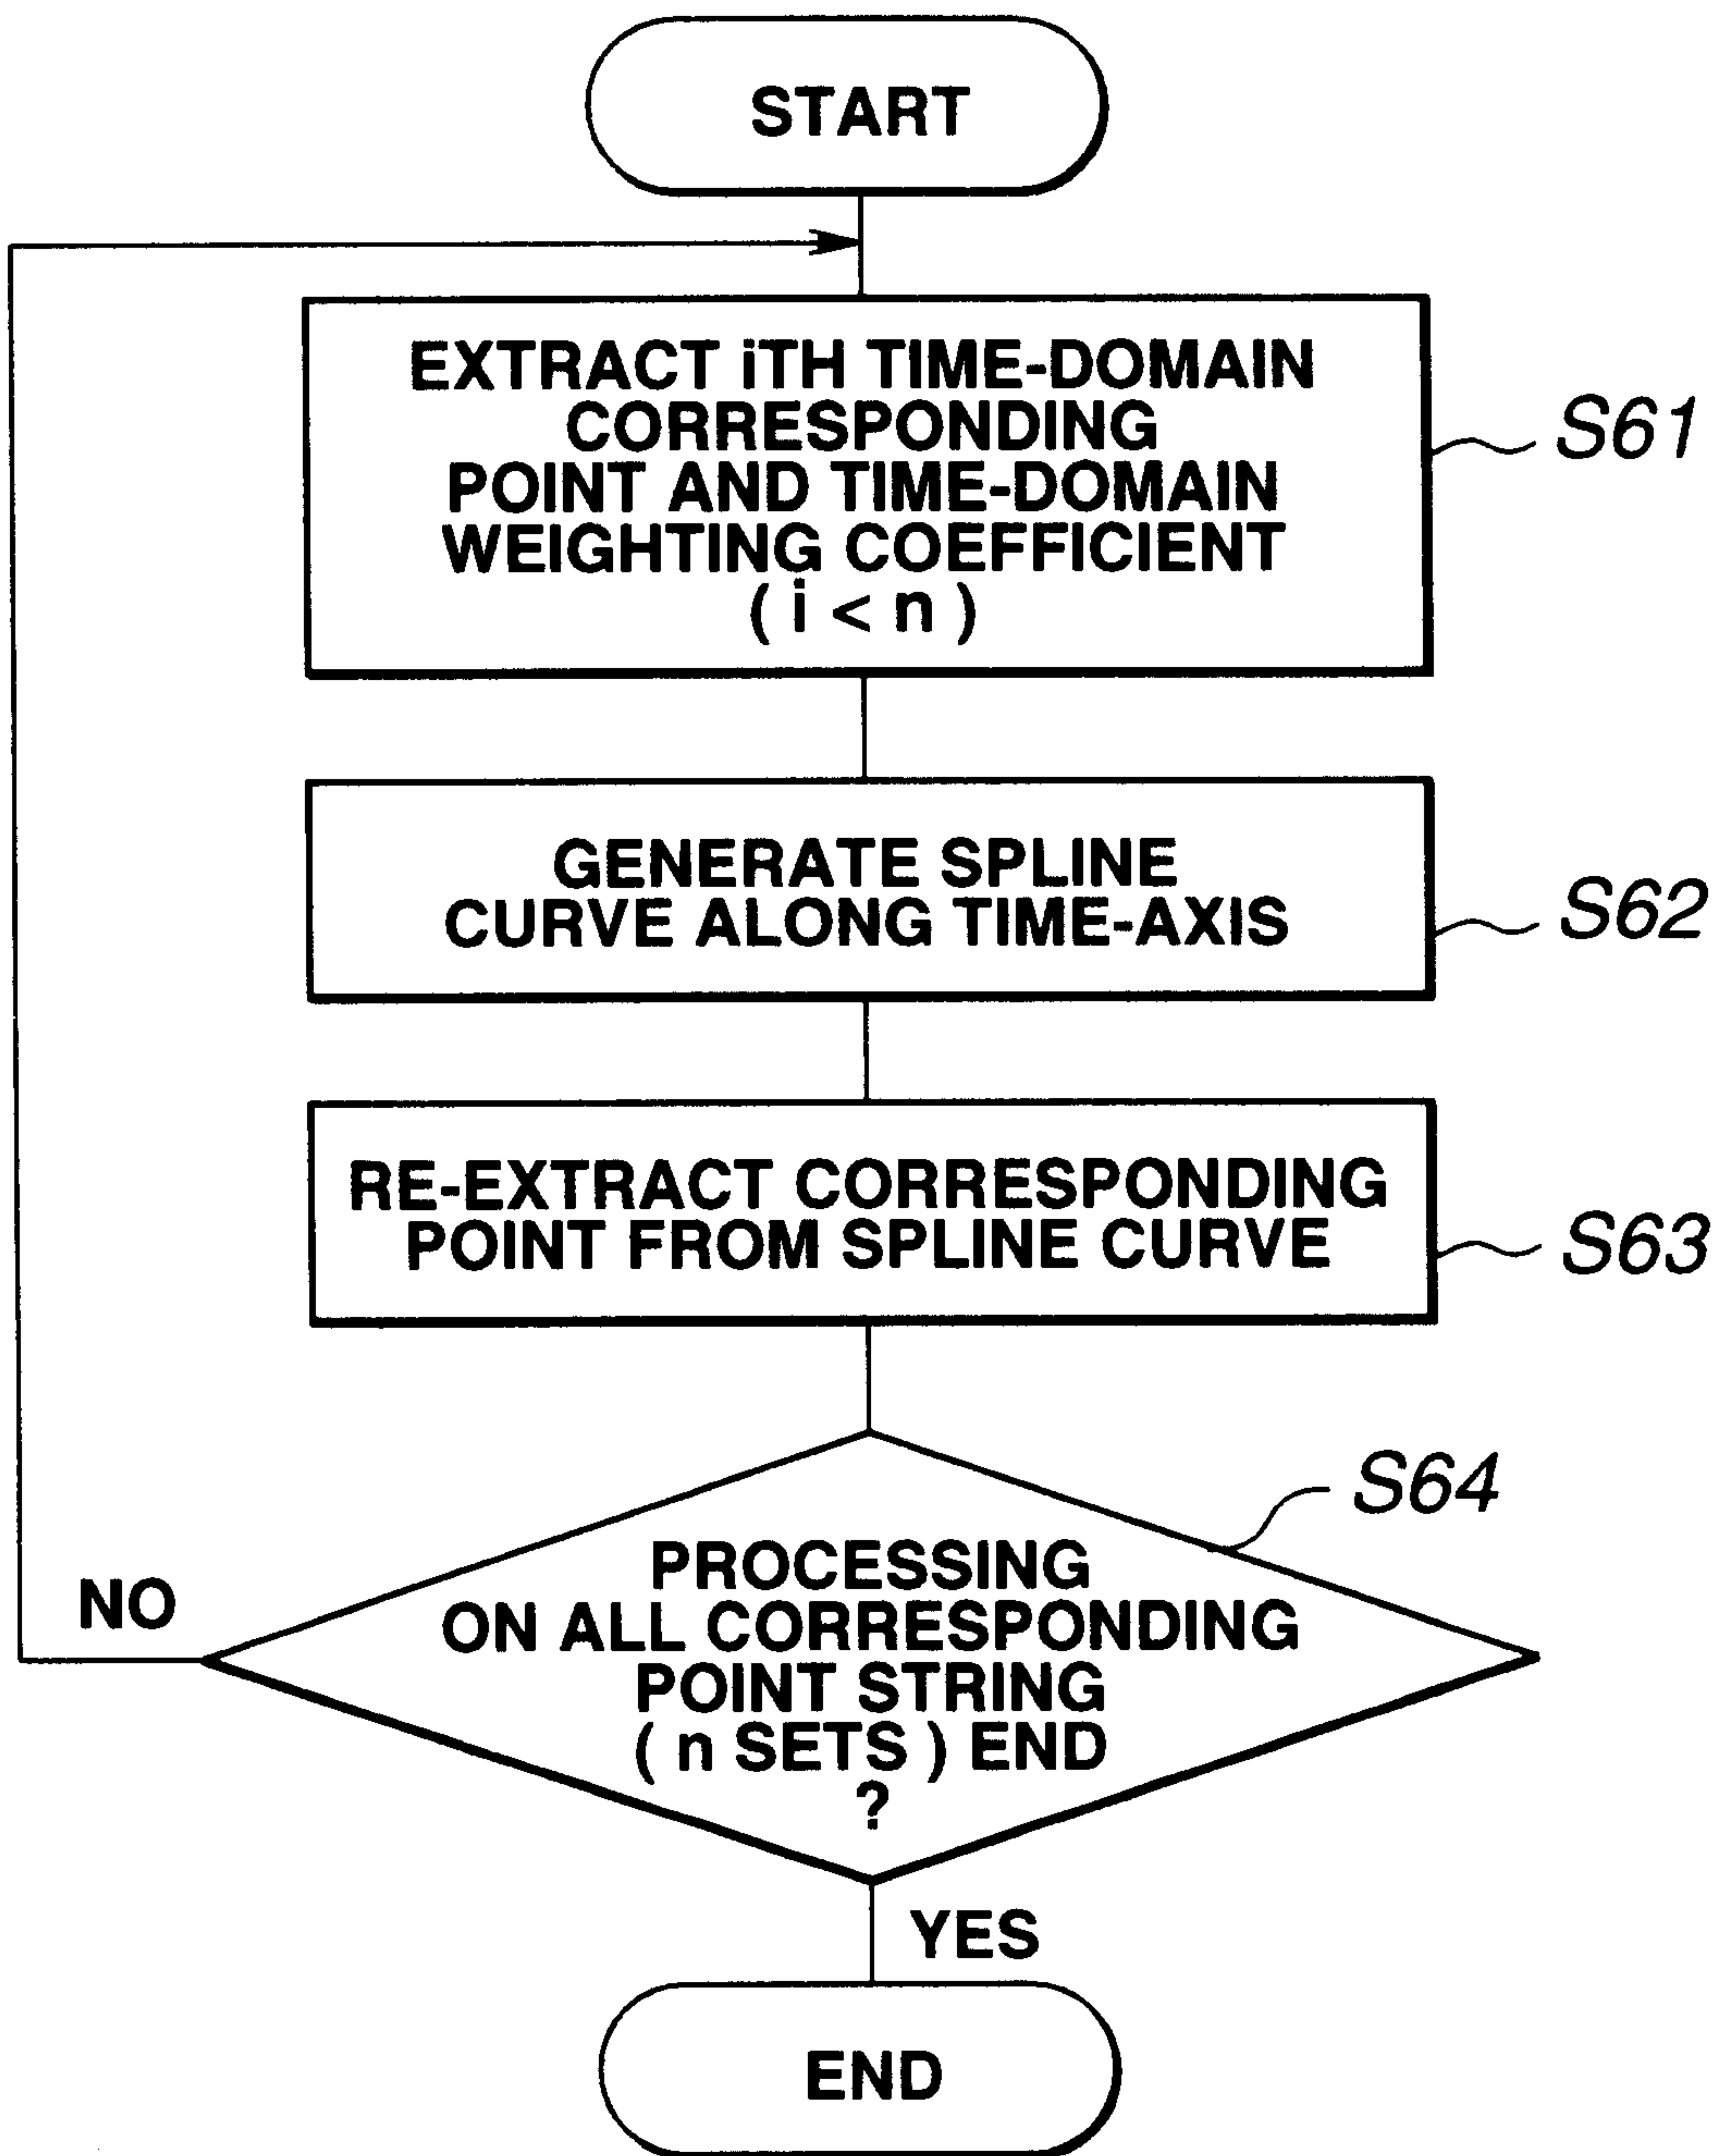 START
EXTRACT iTH TIME-DOMAIN
CORRESPONDING
POINT AND TIME-DOMAIN
WEIGHTING COEFFICIENT
( i < n )
S61
GENERATE SPLINE
CURVE ALONG TIME-AXIS
S62
RE-EXTRACT CORRESPONDING
POINT FROM SPLINE CURVE
S63
S64
PROCESSING
ON ALL CORRESPONDING
POINT STRING
( n SETS ) END
?
NO
YES
END